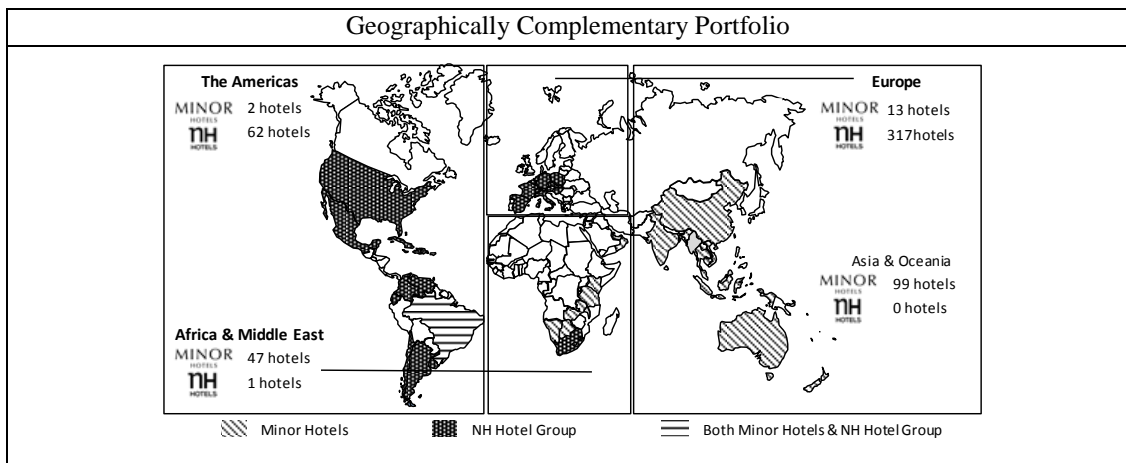 Geographically Complementary Portfolio
The Americas
MINOR HOTELS 2 hotels
NH HOTELS 62 hotels
Europe
MINOR HOTELS 13 hotels
NH HOTELS 317hotels
Asia & Oceania
MINOR HOTELS 99 hotels
NH HOTELS 0 hotels
Africa & Middle East
MINOR HOTELS 47 hotels
NH HOTELS 1 hotels
Minor Hotels NH Hotel Group Both Minor Hotels & NH Hotel Group